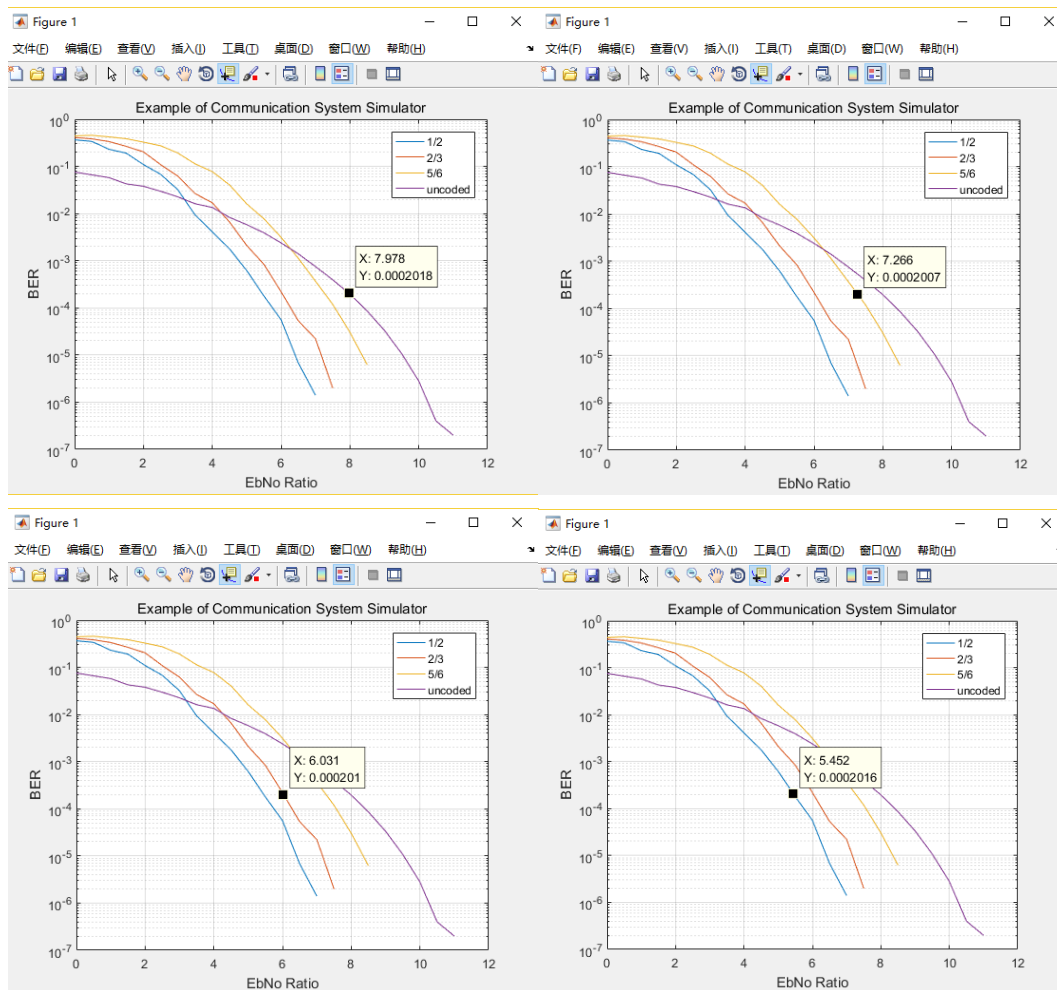 Figure 1
文件(F) 编辑(E) 查看(V) 插入(I) 工具(T) 桌面(D) 窗口(W) 帮助(H)
Example of Communication System Simulator
10^0
10^-1
10^-2
10^-3
10^-4
10^-5
10^-6
10^-7
BER
1/2
2/3
5/6
uncoded
X: 7.978
Y: 0.0002018
0 2 4 6 8 10 12
EbNo Ratio
Figure 1
文件(F) 编辑(E) 查看(V) 插入(I) 工具(T) 桌面(D) 窗口(W) 帮助(H)
Example of Communication System Simulator
10^0
10^-1
10^-2
10^-3
10^-4
10^-5
10^-6
10^-7
BER
1/2
2/3
5/6
uncoded
X: 7.266
Y: 0.0002007
0 2 4 6 8 10 12
EbNo Ratio
Figure 1
文件(F) 编辑(E) 查看(V) 插入(I) 工具(T) 桌面(D) 窗口(W) 帮助(H)
Example of Communication System Simulator
10^0
10^-1
10^-2
10^-3
10^-4
10^-5
10^-6
10^-7
BER
1/2
2/3
5/6
uncoded
X: 6.031
Y: 0.000201
0 2 4 6 8 10 12
EbNo Ratio
Figure 1
文件(F) 编辑(E) 查看(V) 插入(I) 工具(T) 桌面(D) 窗口(W) 帮助(H)
Example of Communication System Simulator
10^0
10^-1
10^-2
10^-3
10^-4
10^-5
10^-6
10^-7
BER
1/2
2/3
5/6
uncoded
X: 5.452
Y: 0.0002016
0 2 4 6 8 10 12
EbNo Ratio